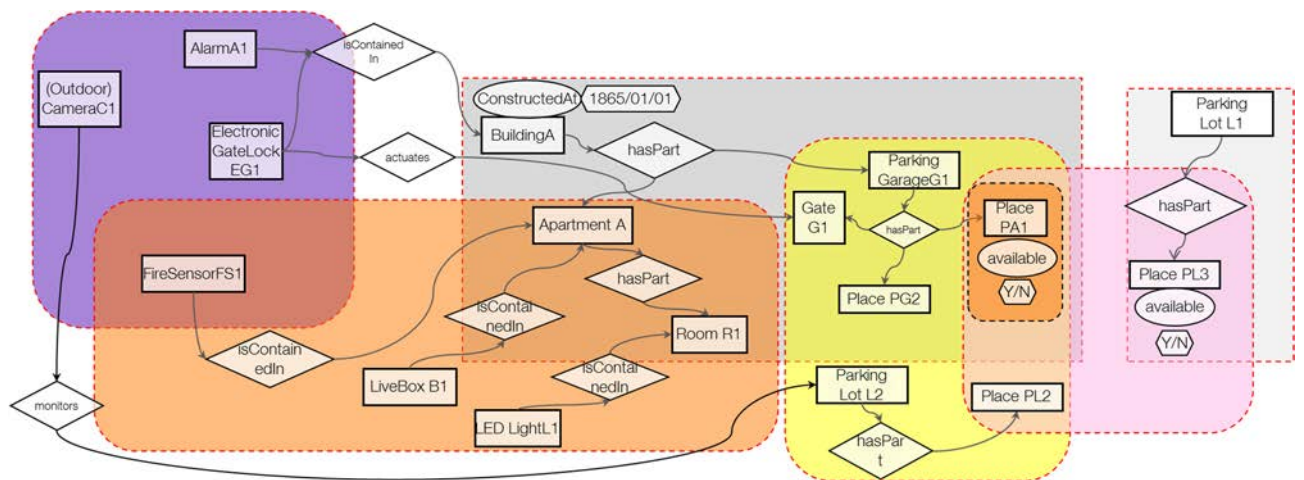 AlarmA1
isContained
In
(Outdoor)
CameraC1
ConstructedAt
1865/01/01
Parking
Lot L1
Electronic
GateLock
EG1
actuates
BuildingA
hasPart
Parking
GarageG1
Gate
G1
hasPart
Place
PA1
hasPart
Apartment A
available
Place PL3
FireSensorFS1
hasPart
Place PG2
Y/N
available
isContai
nedIn
Room R1
Y/N
isContain
edIn
isContai
nedIn
LiveBox B1
Parking
Lot L2
Place PL2
monitors
LED LightL1
hasPar
t